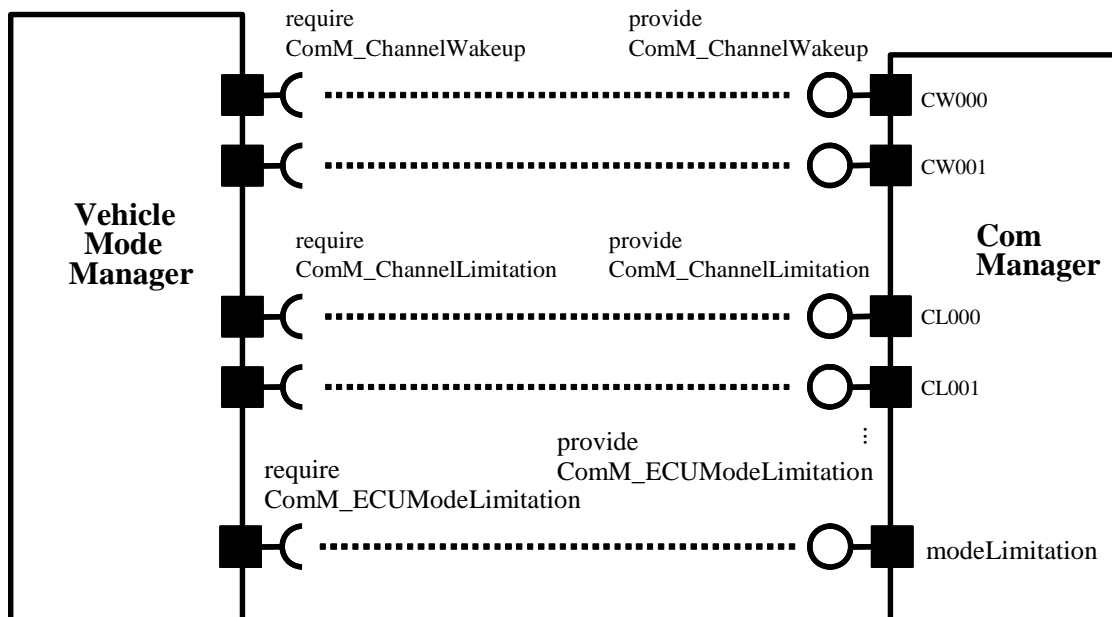 require
ComM_ChannelWakeup
provide
ComM_ChannelWakeup
CW000
CW001
Vehicle
Mode
Manager
require
ComM_ChannelLimitation
provide
ComM_ChannelLimitation
Com
Manager
CL000
CL001
...
require
ComM_ECUModeLimitation
provide
ComM_ECUModeLimitation
modeLimitation